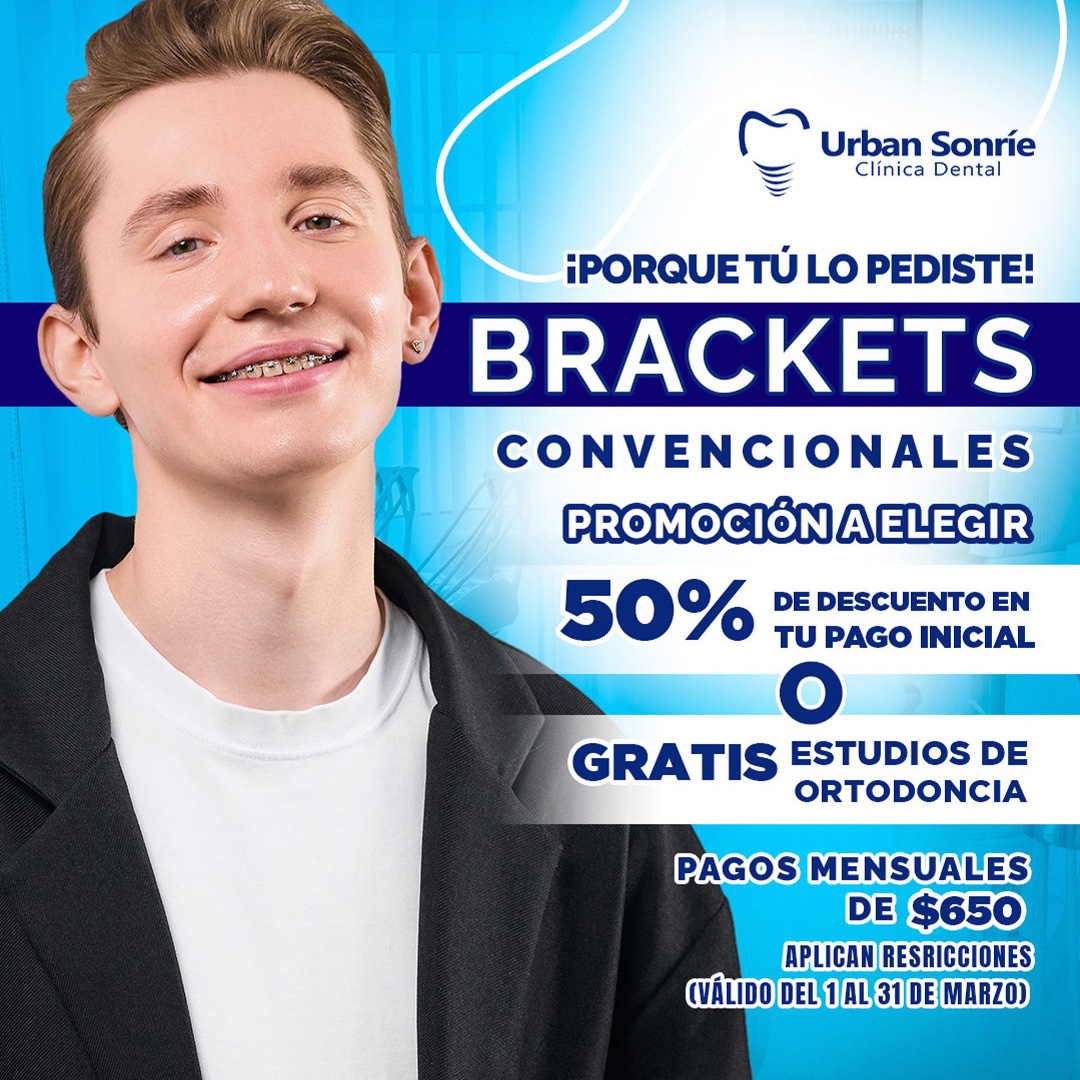 Urban Sonríe
Clínica Dental
¡PORQUE TÚ LO PEDISTE!
BRACKETS
CONVENCIONALES
PROMOCIÓN A ELEGIR
50% DE DESCUENTO EN
TU PAGO INICIAL
O
GRATIS ESTUDIOS DE
ORTODONCIA
PAGOS MENSUALES
DE $650
APLICAN RESRICCIONES
(VÁLIDO DEL 1 AL 31 DE MARZO)